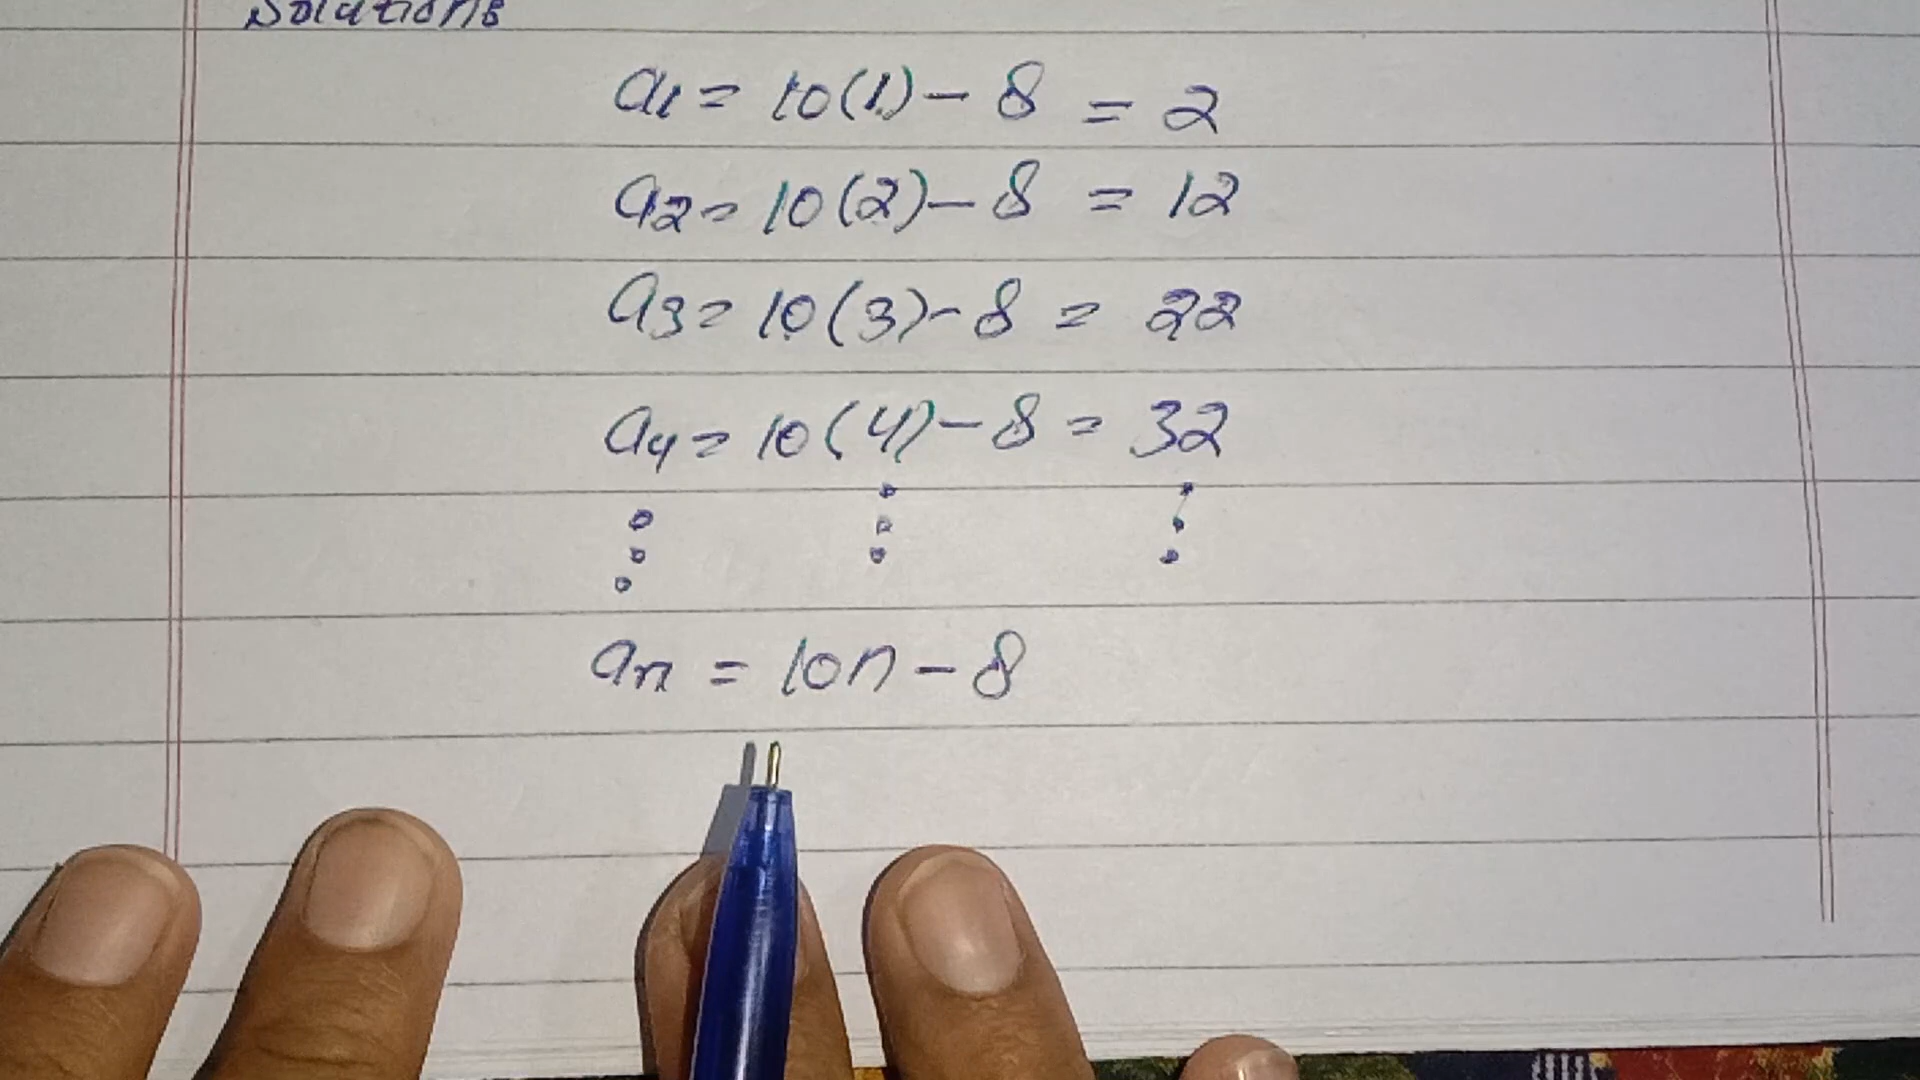 Solutions
a₁ = 10(1) - 8 = 2
a₂ = 10(2) - 8 = 12
a₃ = 10(3) - 8 = 22
a₄ = 10(4) - 8 = 32
⋮ ⋮ ⋮
aₙ = 10n - 8